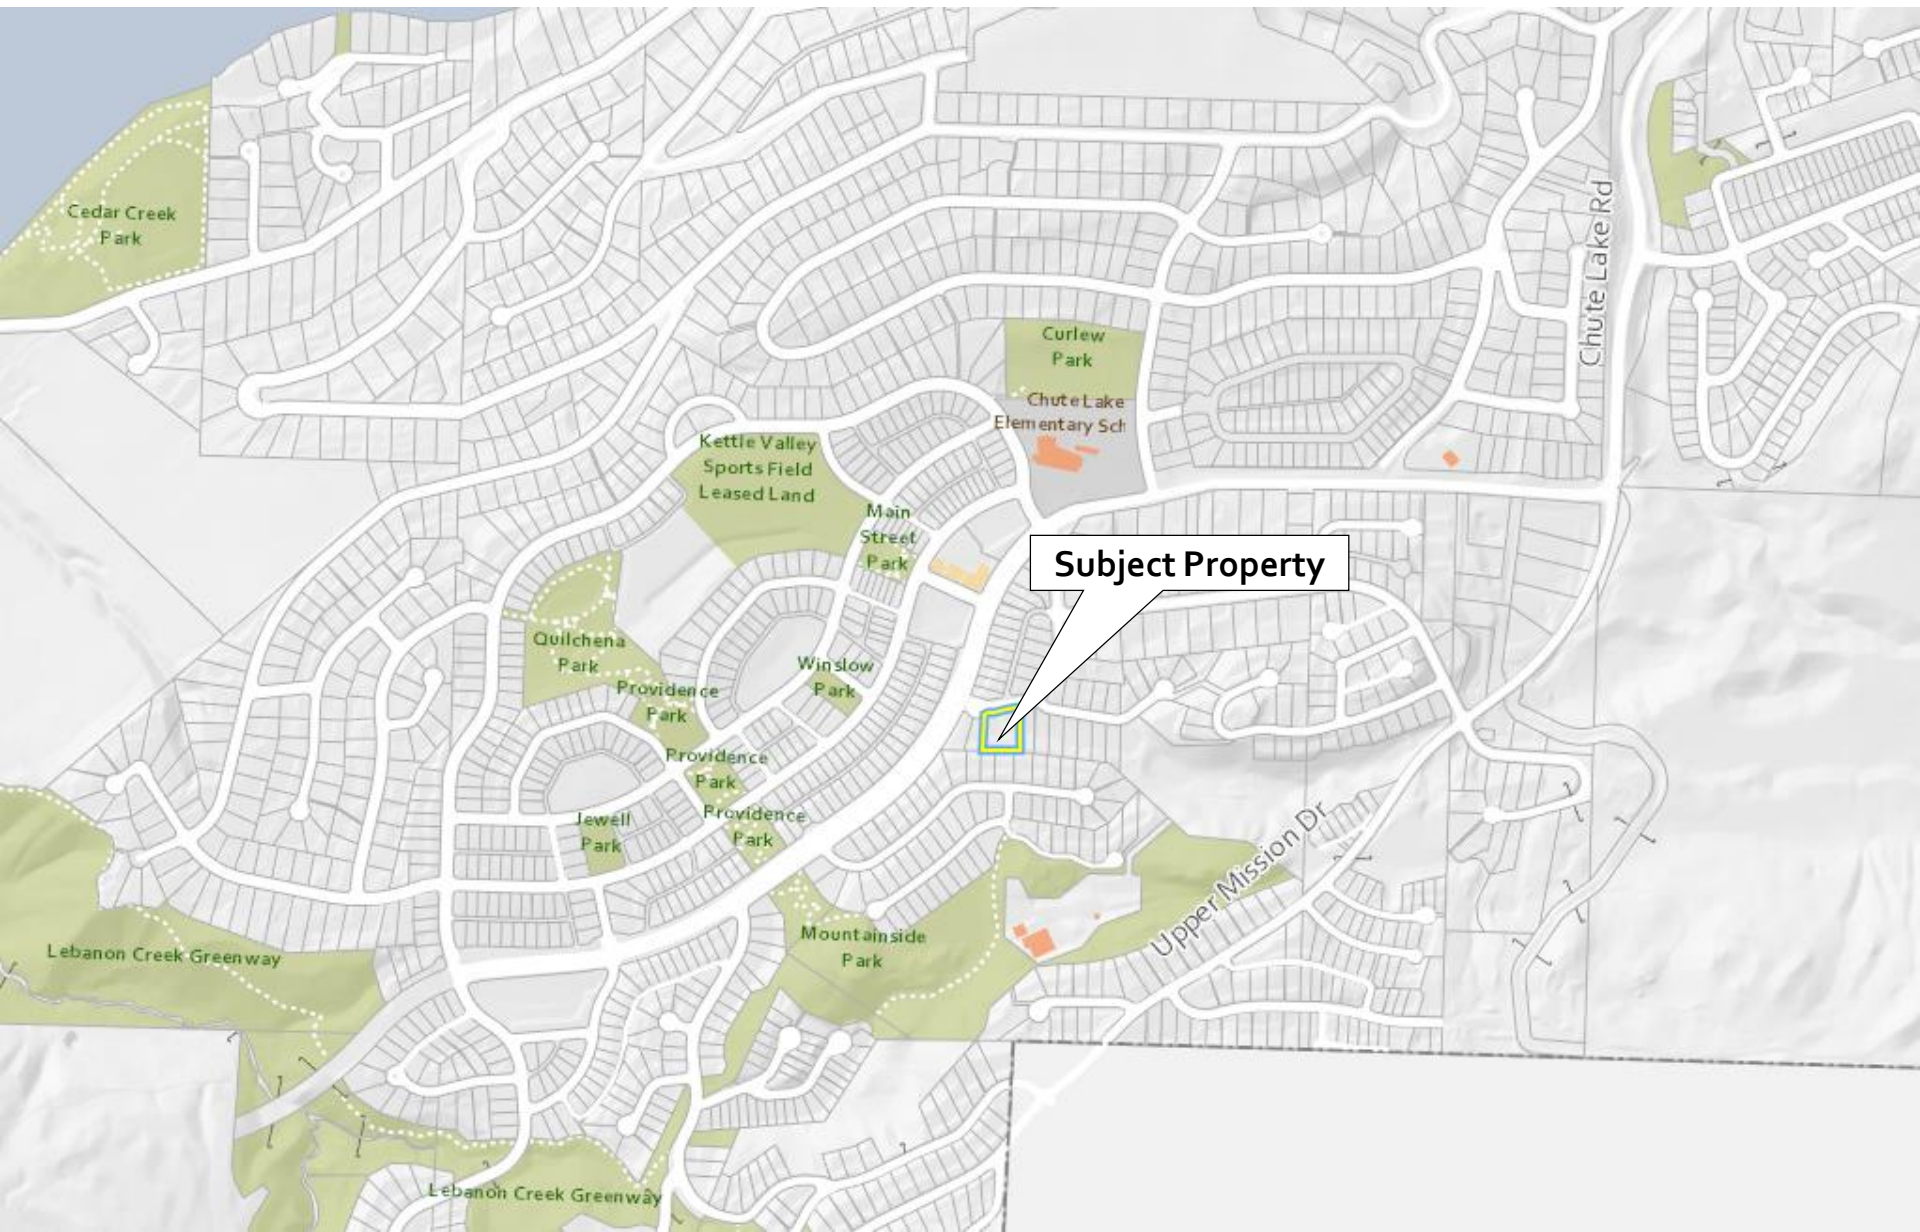 Cedar Creek
Park
Chute Lake Rd
Curlew
Park
Chute Lake
Elementary Sch
Kettle Valley
Sports Field
Leased Land
Main
Street
Park
Subject Property
Quilchena
Park
Winslow
Park
Providence
Park
Providence
Park
Providence
Park
Jewell
Park
Upper Mission Dr
Mountainside
Park
Lebanon Creek Greenway
Lebanon Creek Greenway